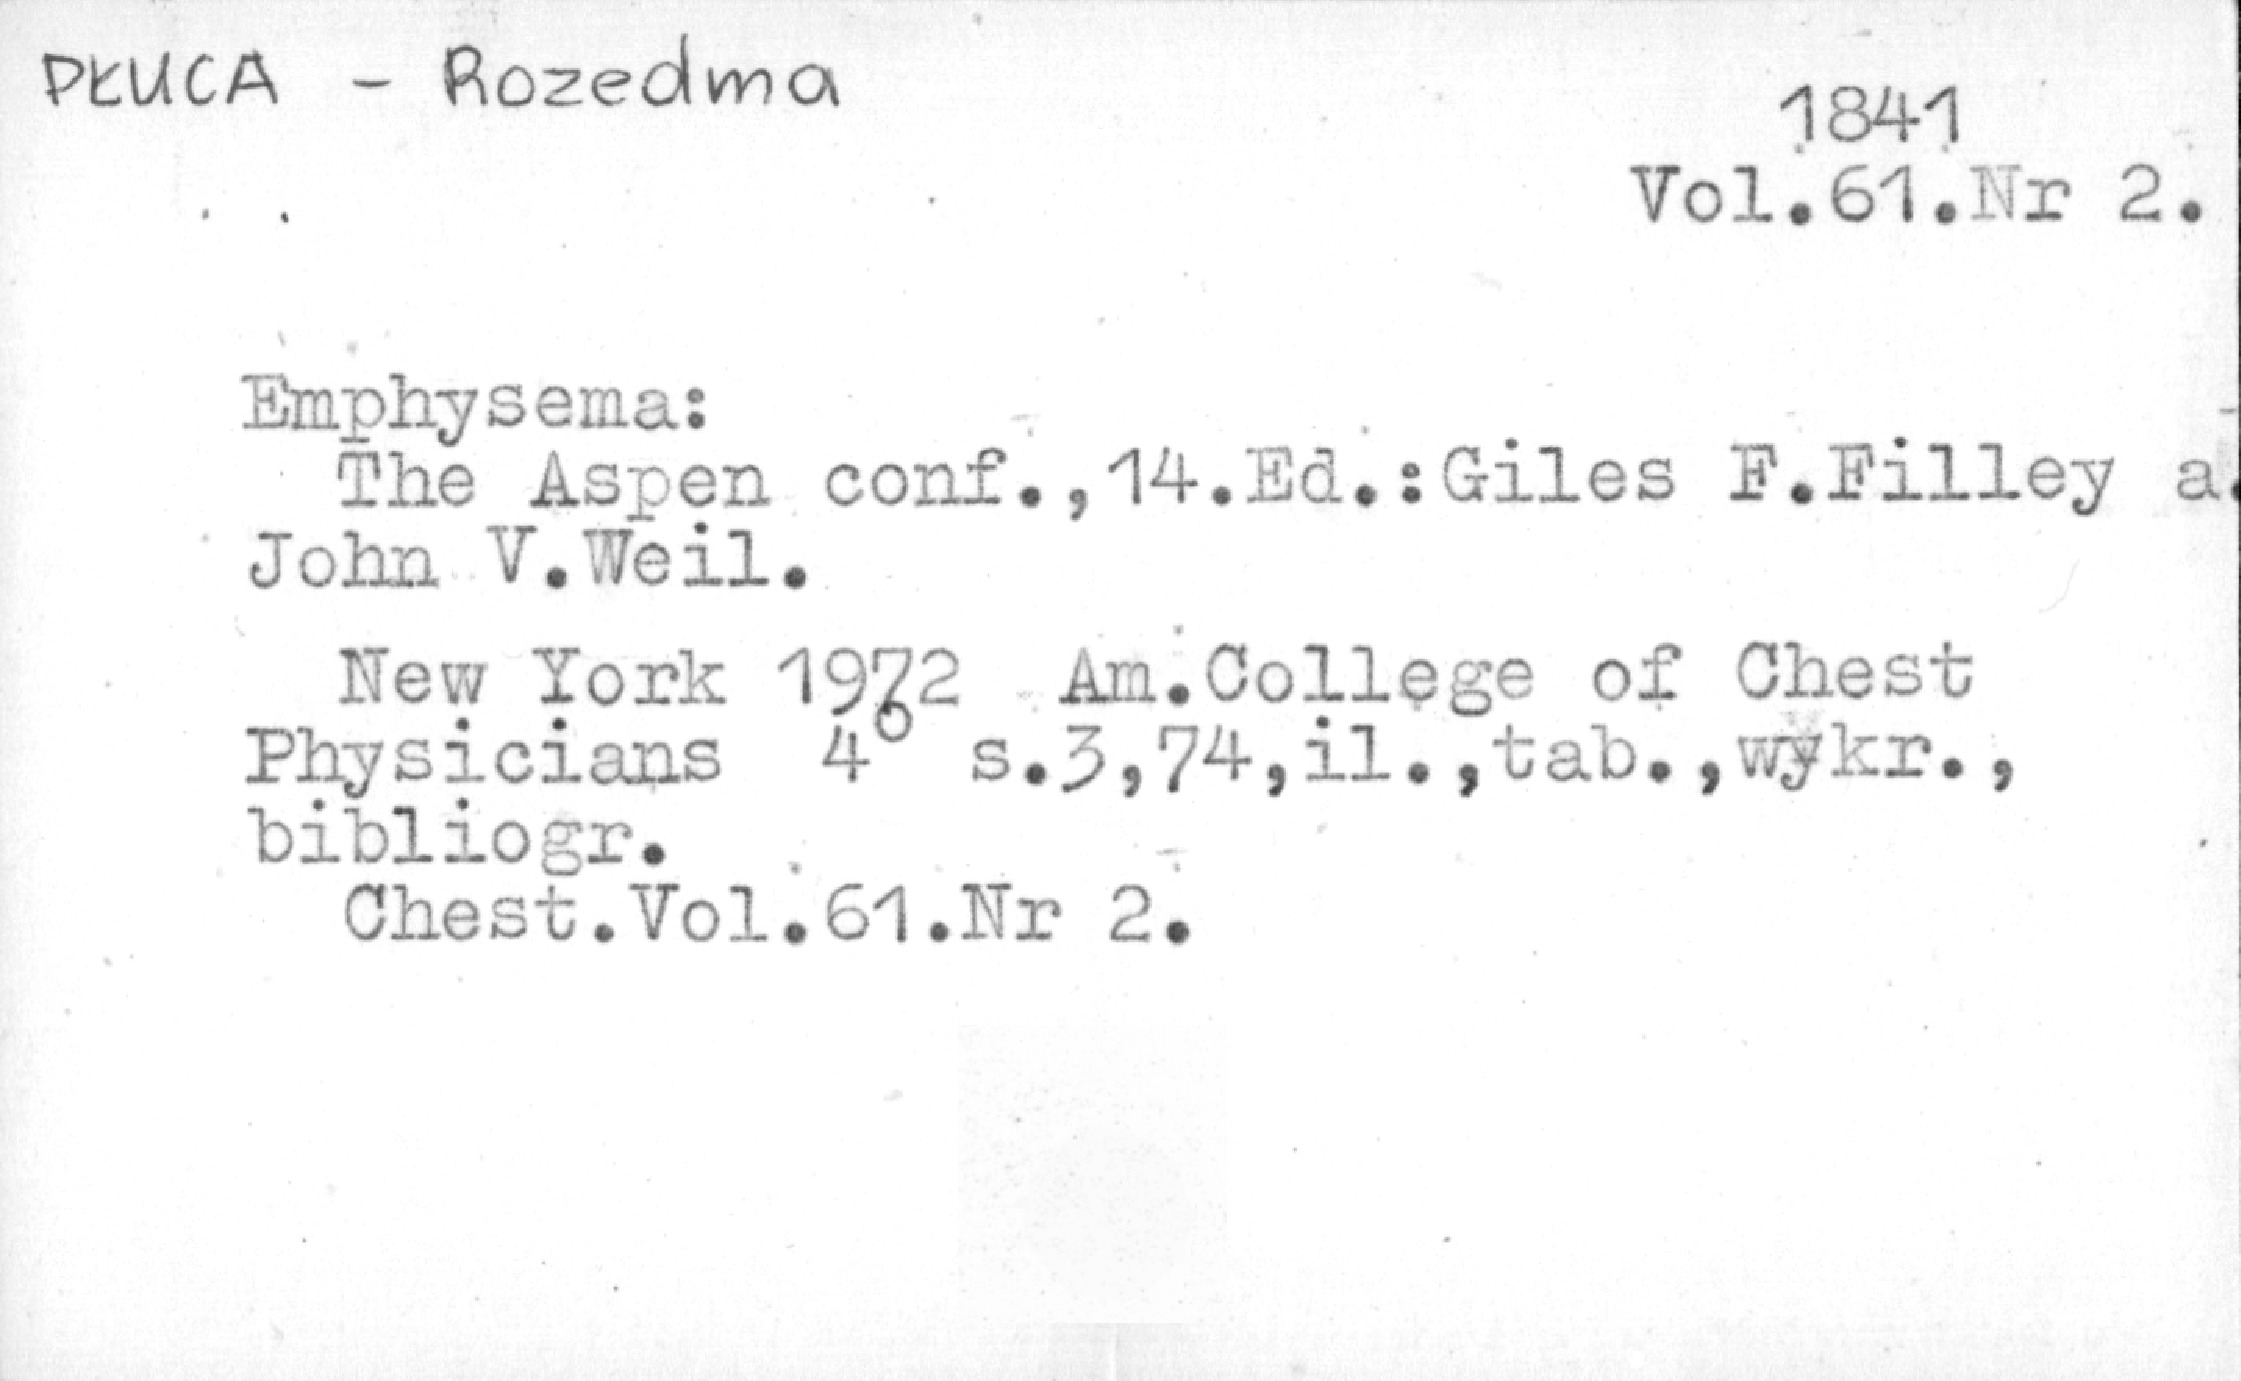 PŁUCA - Rozedma
1841
Vol.61.Nr 2.
Emphysema:
The Aspen conf.,14.Ed.:Giles F.Filley a.
John V.Weil.
New York 1972 Am.College of Chest
Physicians 4° s.3,74,il.,tab.,wykr.,
bibliogr.
Chest.Vol.61.Nr 2.